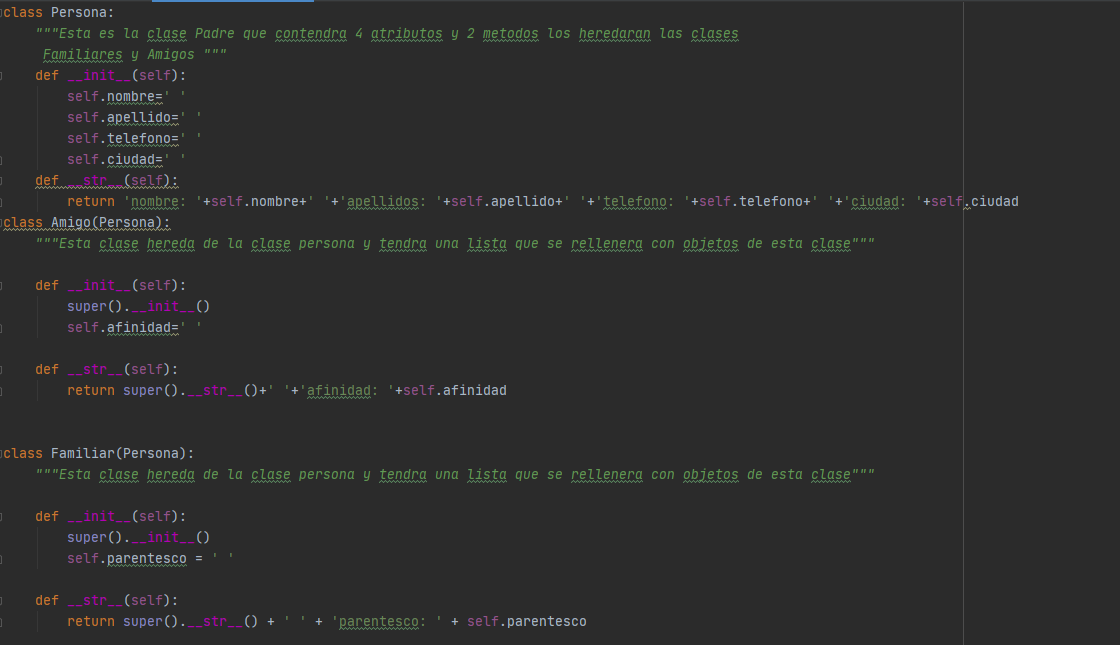 class Persona:
    """Esta es la clase Padre que contendra 4 atributos y 2 metodos los heredaran las clases
     Familiares y Amigos """
    def __init__(self):
        self.nombre=' '
        self.apellido=' '
        self.telefono=' '
        self.ciudad=' '
    def __str__(self):
        return 'nombre: '+self.nombre+' '+'apellidos: '+self.apellido+' '+'telefono: '+self.telefono+' '+'ciudad: '+self.ciudad
class Amigo(Persona):
    """Esta clase hereda de la clase persona y tendra una lista que se rellenera con objetos de esta clase"""

    def __init__(self):
        super().__init__()
        self.afinidad=' '

    def __str__(self):
        return super().__str__()+' '+'afinidad: '+self.afinidad


class Familiar(Persona):
    """Esta clase hereda de la clase persona y tendra una lista que se rellenera con objetos de esta clase"""

    def __init__(self):
        super().__init__()
        self.parentesco = ' '

    def __str__(self):
        return super().__str__() + ' ' + 'parentesco: ' + self.parentesco